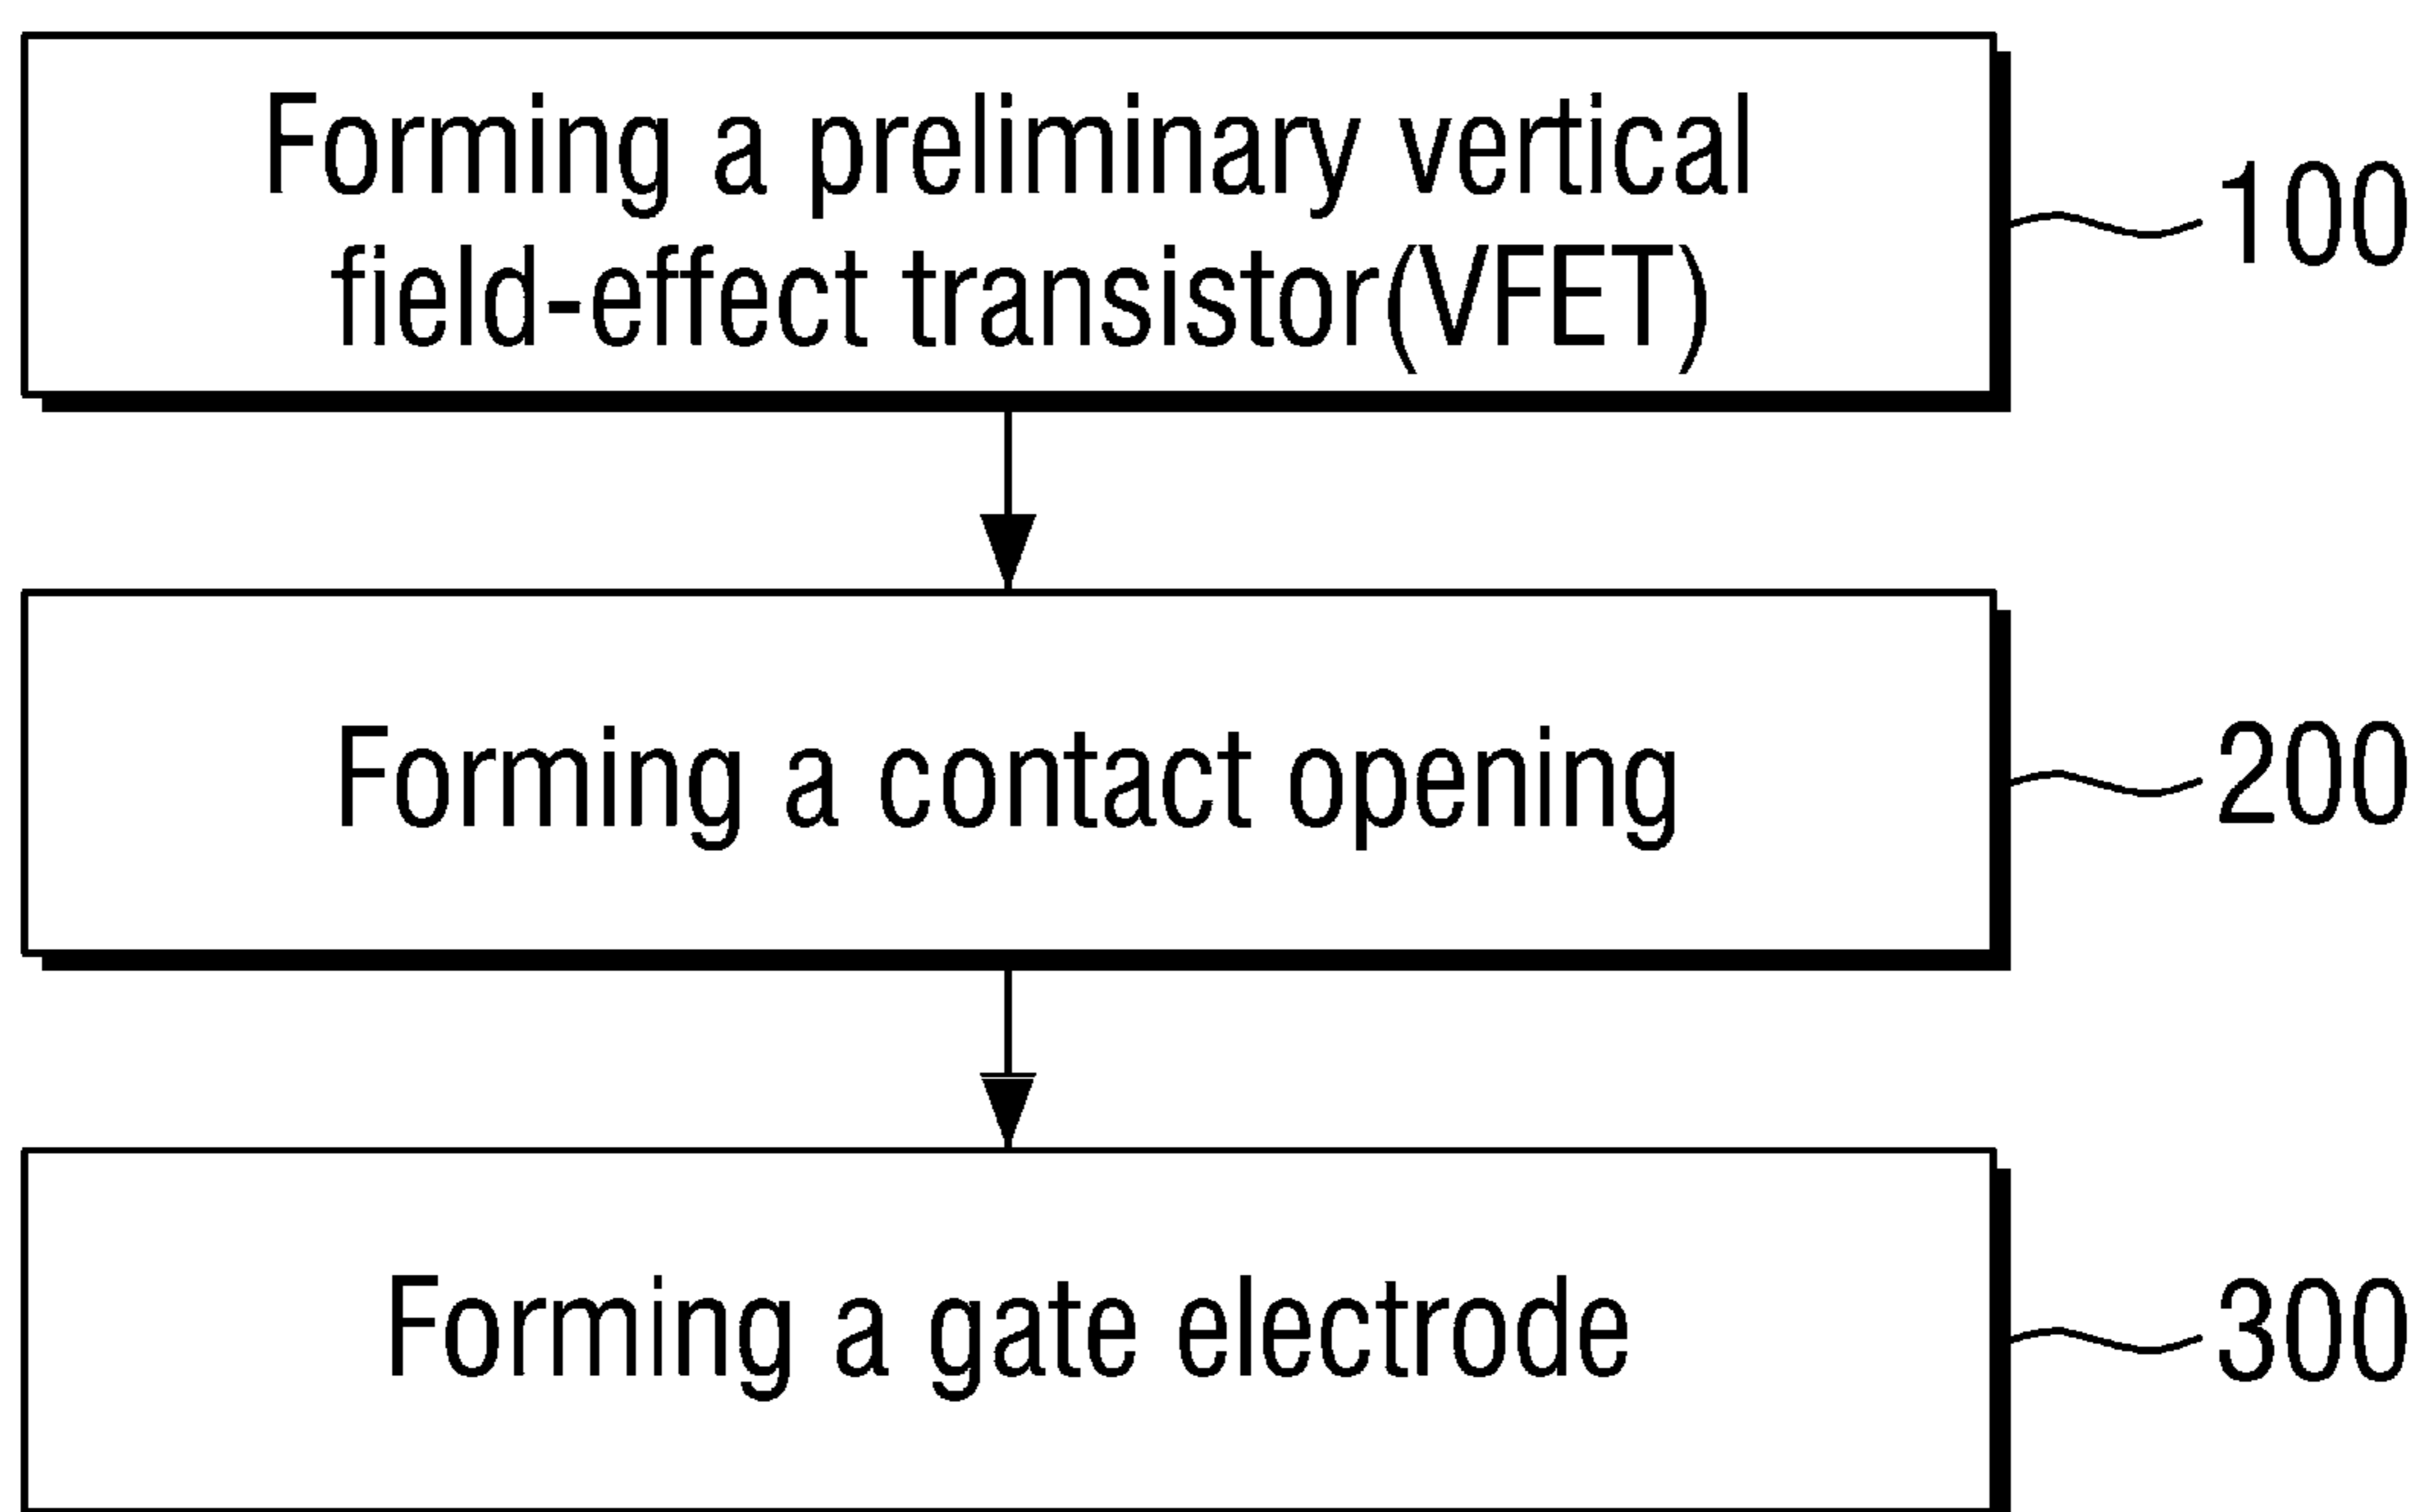 Forming a preliminary vertical
field-effect transistor(VFET)
100
Forming a contact opening
200
Forming a gate electrode
300